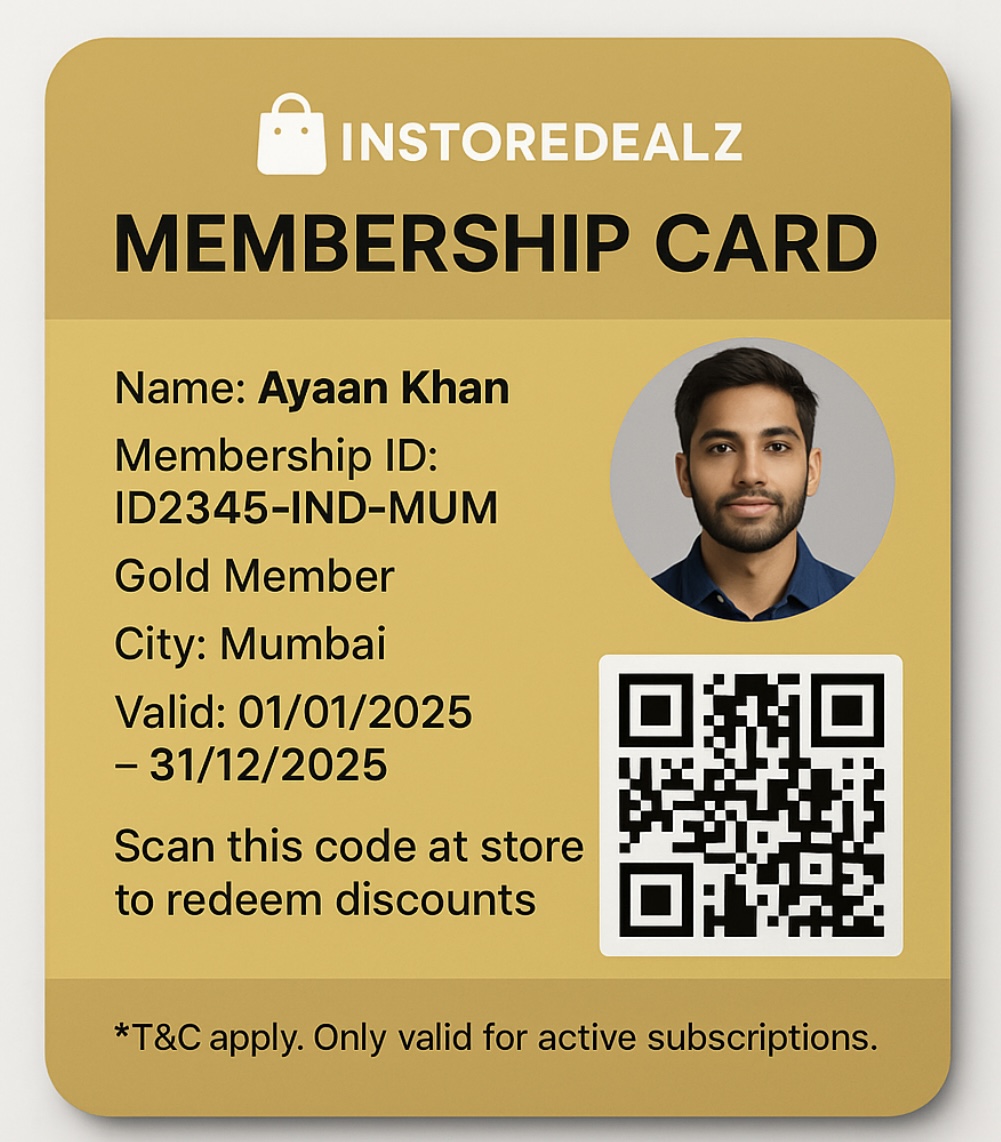 INSTOREDEALZ
MEMBERSHIP CARD
Name: Ayaan Khan
Membership ID:
ID2345-IND-MUM
Gold Member
City: Mumbai
Valid: 01/01/2025
– 31/12/2025
Scan this code at store
to redeem discounts
*T&C apply. Only valid for active subscriptions.